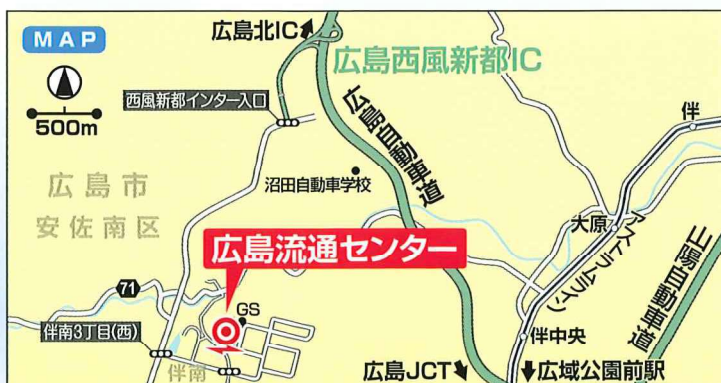 MAP
500m
広島北IC
広島西風新都IC
西風新都インター入口
広島自動車道
沼田自動車学校
伴
大原
アストラムライン
山陽自動車道
広島市
安佐南区
広島流通センター
71
GS
伴南3丁目(西)
伴南
伴中央
広島JCT
広域公園前駅